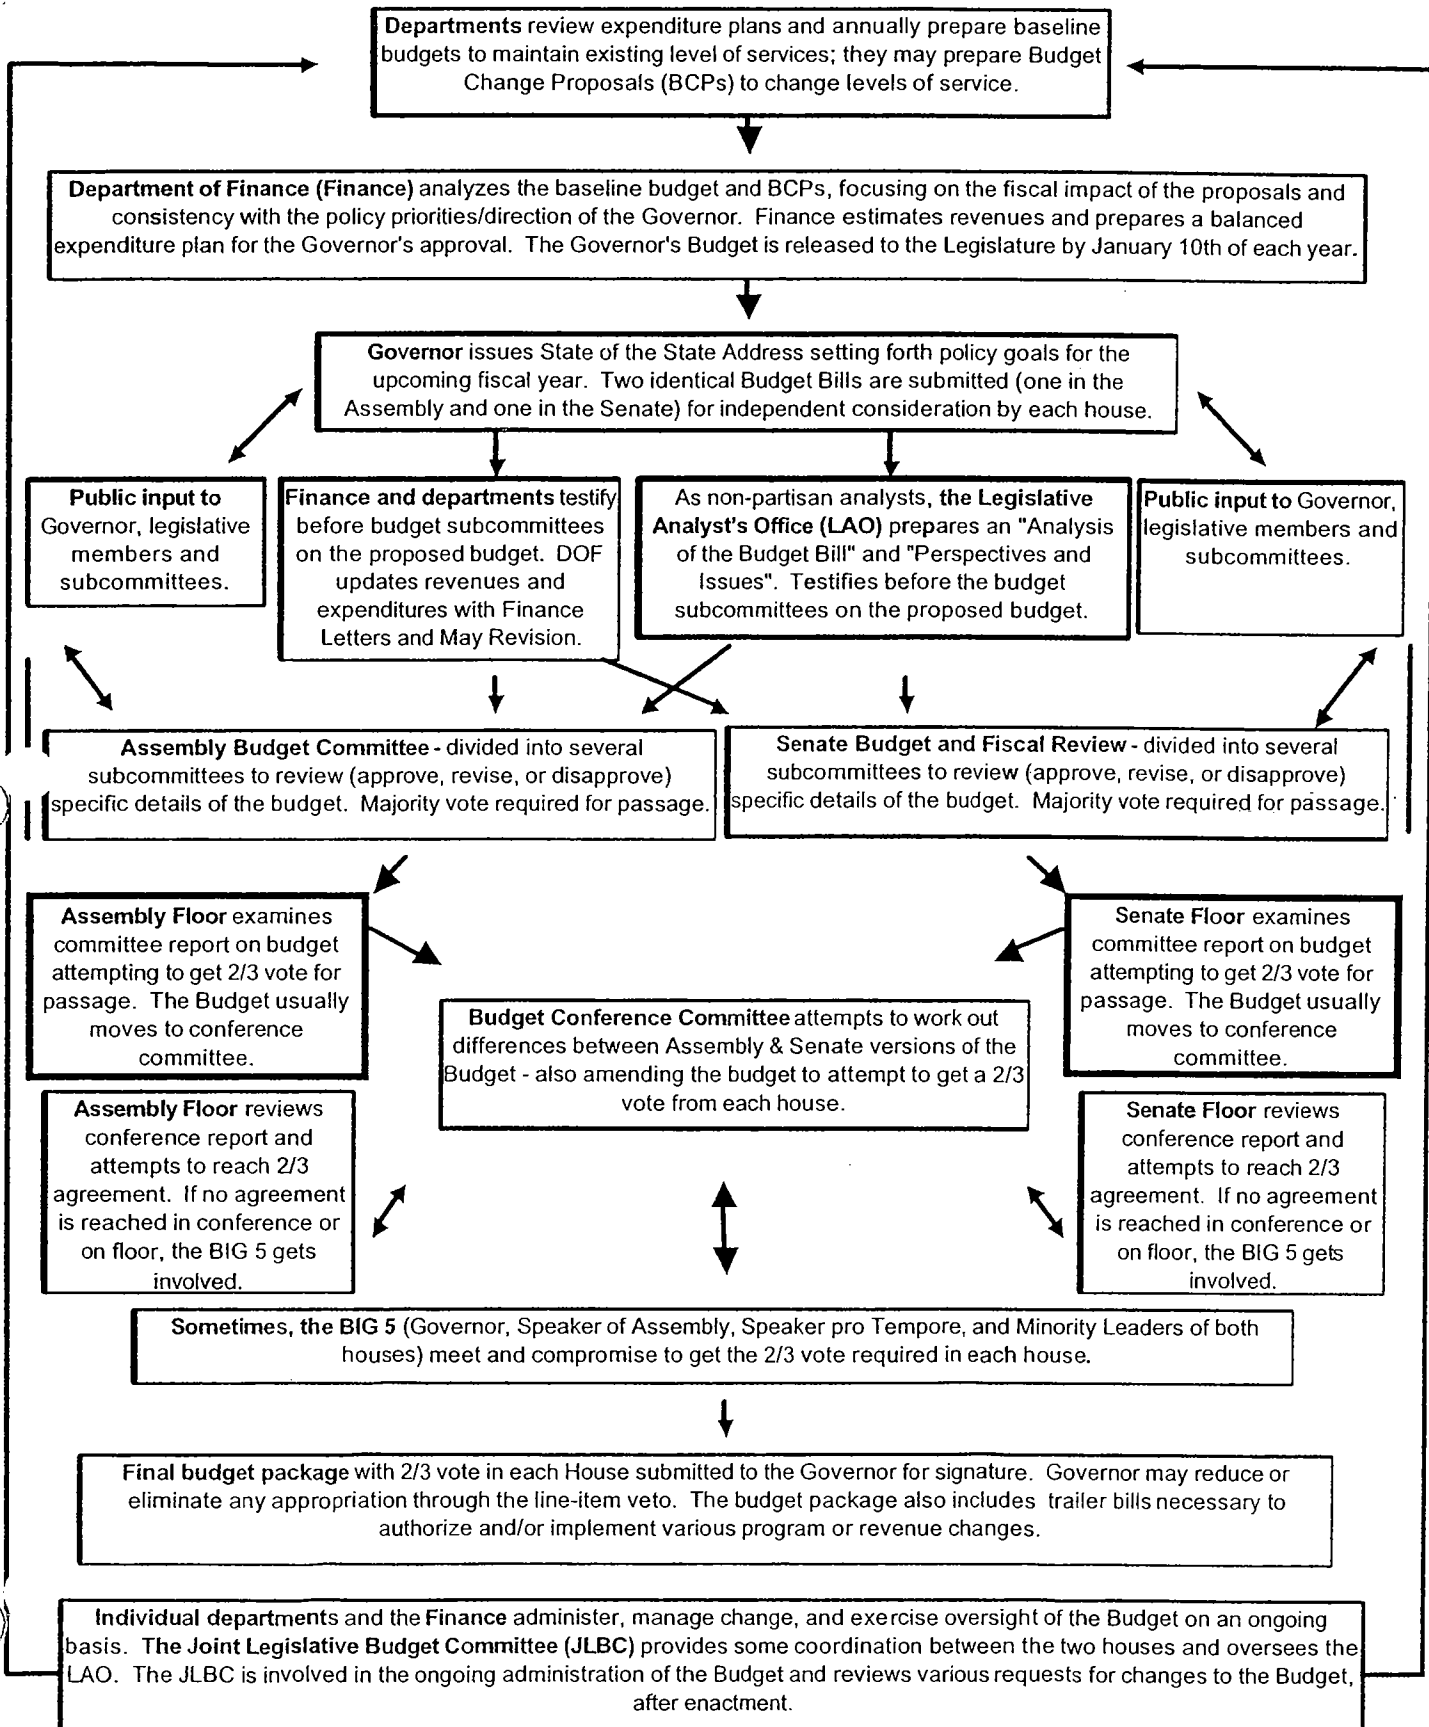 Departments review expenditure plans and annually prepare baseline
budgets to maintain existing level of services; they may prepare Budget
Change Proposals (BCPs) to change levels of service.
Department of Finance (Finance) analyzes the baseline budget and BCPs, focusing on the fiscal impact of the proposals and
consistency with the policy priorities/direction of the Governor. Finance estimates revenues and prepares a balanced
expenditure plan for the Governor's approval. The Governor's Budget is released to the Legislature by January 10th of each year.
Governor issues State of the State Address setting forth policy goals for the
upcoming fiscal year. Two identical Budget Bills are submitted (one in the
Assembly and one in the Senate) for independent consideration by each house.
Public input to
Governor, legislative
members and
subcommittees.
Finance and departments testify
before budget subcommittees
on the proposed budget. DOF
updates revenues and
expenditures with Finance
Letters and May Revision.
As non-partisan analysts, the Legislative
Analyst's Office (LAO) prepares an "Analysis
of the Budget Bill" and "Perspectives and
Issues". Testifies before the budget
subcommittees on the proposed budget.
Public input to Governor,
legislative members and
subcommittees.
Assembly Budget Committee - divided into several
subcommittees to review (approve, revise, or disapprove)
specific details of the budget. Majority vote required for passage.
Senate Budget and Fiscal Review - divided into several
subcommittees to review (approve, revise, or disapprove)
specific details of the budget. Majority vote required for passage.
Assembly Floor examines
committee report on budget
attempting to get 2/3 vote for
passage. The Budget usually
moves to conference
committee.
Senate Floor examines
committee report on budget
attempting to get 2/3 vote for
passage. The Budget usually
moves to conference
committee.
Budget Conference Committee attempts to work out
differences between Assembly & Senate versions of the
Budget - also amending the budget to attempt to get a 2/3
vote from each house.
Assembly Floor reviews
conference report and
attempts to reach 2/3
agreement. If no agreement
is reached in conference or
on floor, the BIG 5 gets
involved.
Senate Floor reviews
conference report and
attempts to reach 2/3
agreement. If no agreement
is reached in conference or
on floor, the BIG 5 gets
involved.
Sometimes, the BIG 5 (Governor, Speaker of Assembly, Speaker pro Tempore, and Minority Leaders of both
houses) meet and compromise to get the 2/3 vote required in each house.
Final budget package with 2/3 vote in each House submitted to the Governor for signature. Governor may reduce or
eliminate any appropriation through the line-item veto. The budget package also includes trailer bills necessary to
authorize and/or implement various program or revenue changes.
Individual departments and the Finance administer, manage change, and exercise oversight of the Budget on an ongoing
basis. The Joint Legislative Budget Committee (JLBC) provides some coordination between the two houses and oversees the
LAO. The JLBC is involved in the ongoing administration of the Budget and reviews various requests for changes to the Budget,
after enactment.